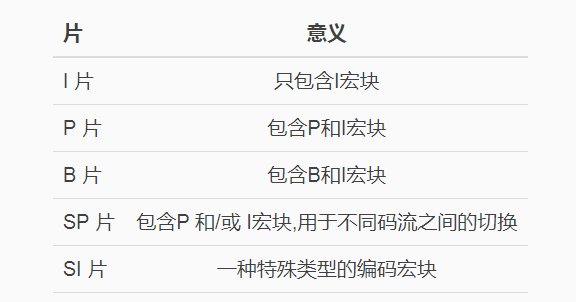 片 意义
I 片 只包含I宏块
P 片 包含P和I宏块
B 片 包含B和I宏块
SP 片 包含P 和/或 I宏块,用于不同码流之间的切换
SI 片 一种特殊类型的编码宏块